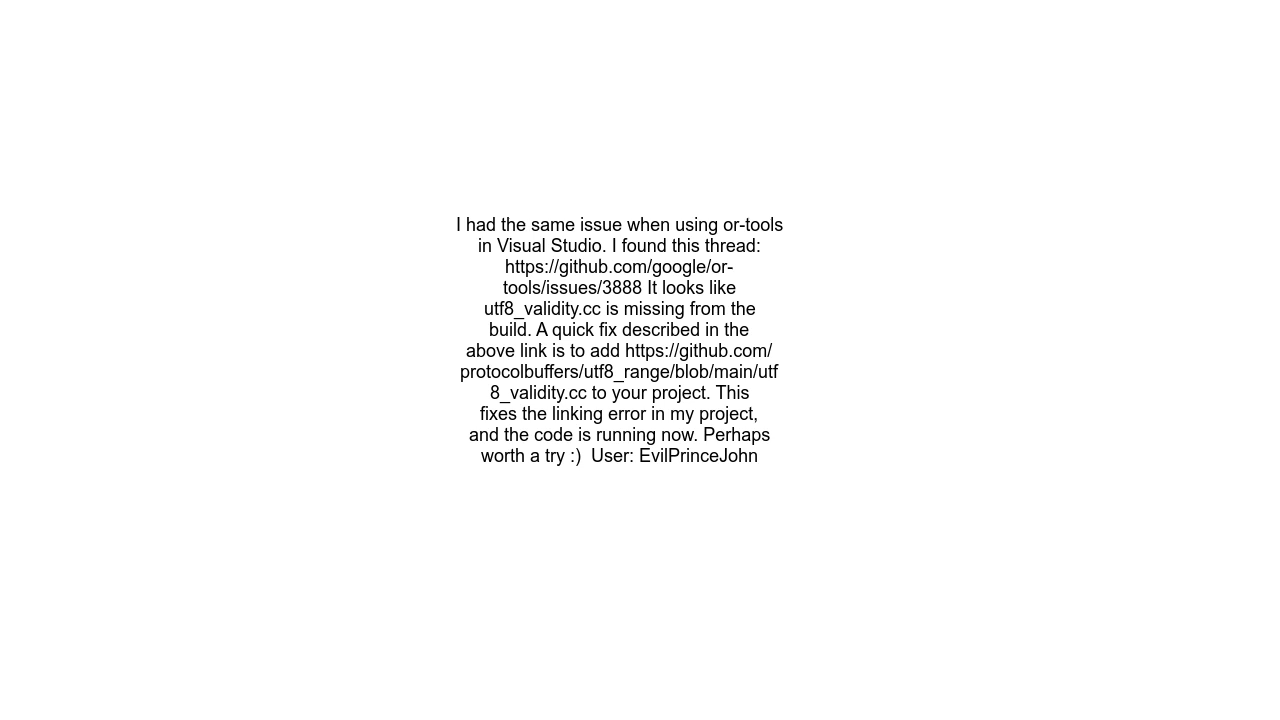 I had the same issue when using or-tools
in Visual Studio. I found this thread:
https://github.com/google/or-
tools/issues/3888 It looks like
utf8_validity.cc is missing from the
build. A quick fix described in the
above link is to add https://github.com/
protocolbuffers/utf8_range/blob/main/utf
8_validity.cc to your project. This
fixes the linking error in my project,
and the code is running now. Perhaps
worth a try :)  User: EvilPrinceJohn